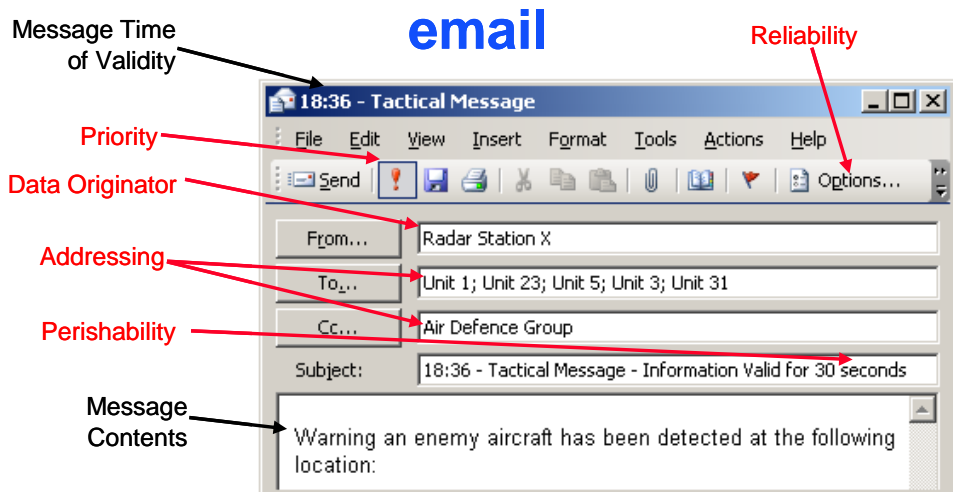 email
Message Time
of Validity
Reliability
18:36 - Tactical Message
Priority
File Edit View Insert Format Tools Actions Help
Send Options...
Data Originator
From... Radar Station X
Addressing
To... Unit 1; Unit 23; Unit 5; Unit 3; Unit 31
Cc... Air Defence Group
Perishability
Subject: 18:36 - Tactical Message - Information Valid for 30 seconds
Message
Contents
Warning an enemy aircraft has been detected at the following
location: